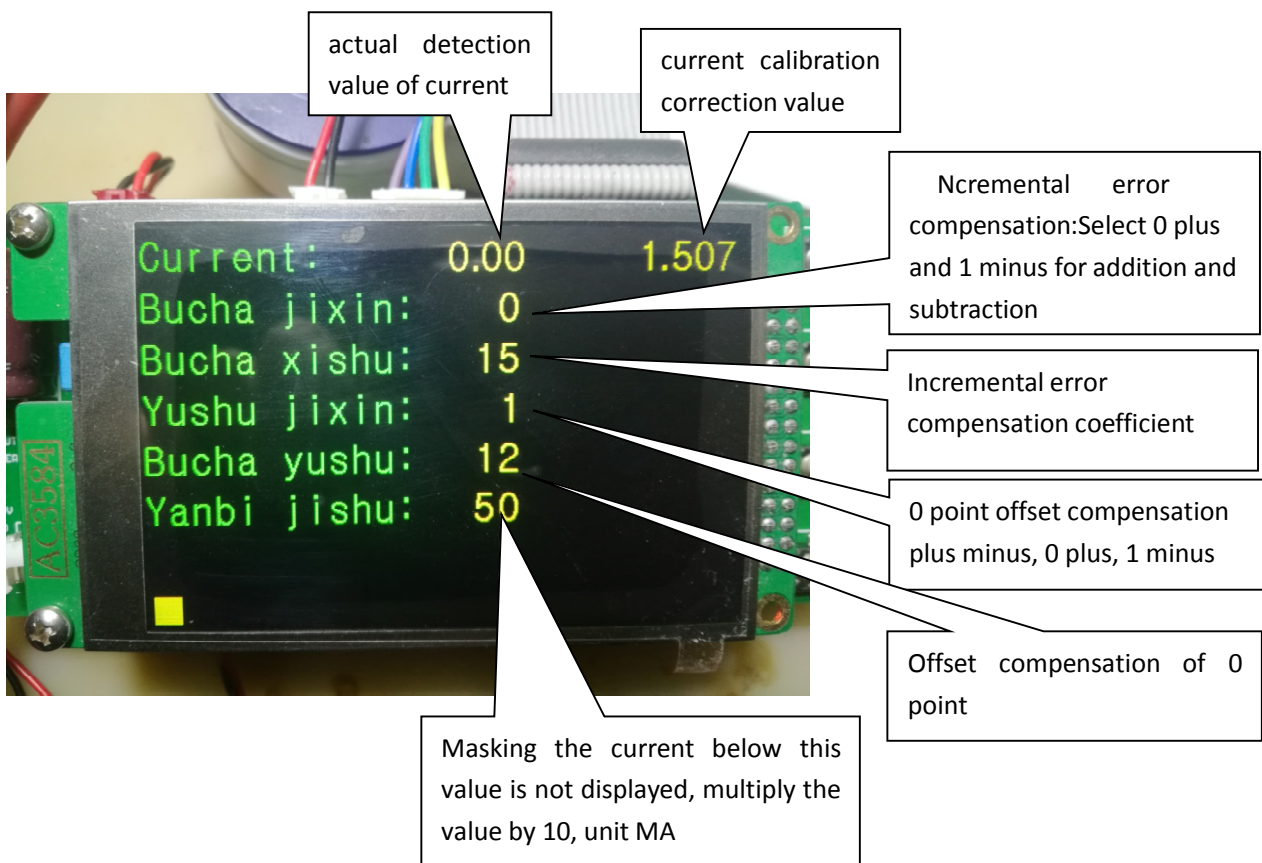 actual detection
value of current
current calibration
correction value
Ncremental error
compensation:Select 0 plus
and 1 minus for addition and
subtraction
Current: 0.00 1.507
Bucha jixin: 0
Bucha xishu: 15
Yushu jixin: 1
Bucha yushu: 12
Yanbi jishu: 50
AC3584
Incremental error
compensation coefficient
0 point offset compensation
plus minus, 0 plus, 1 minus
Offset compensation of 0
point
Masking the current below this
value is not displayed, multiply the
value by 10, unit MA